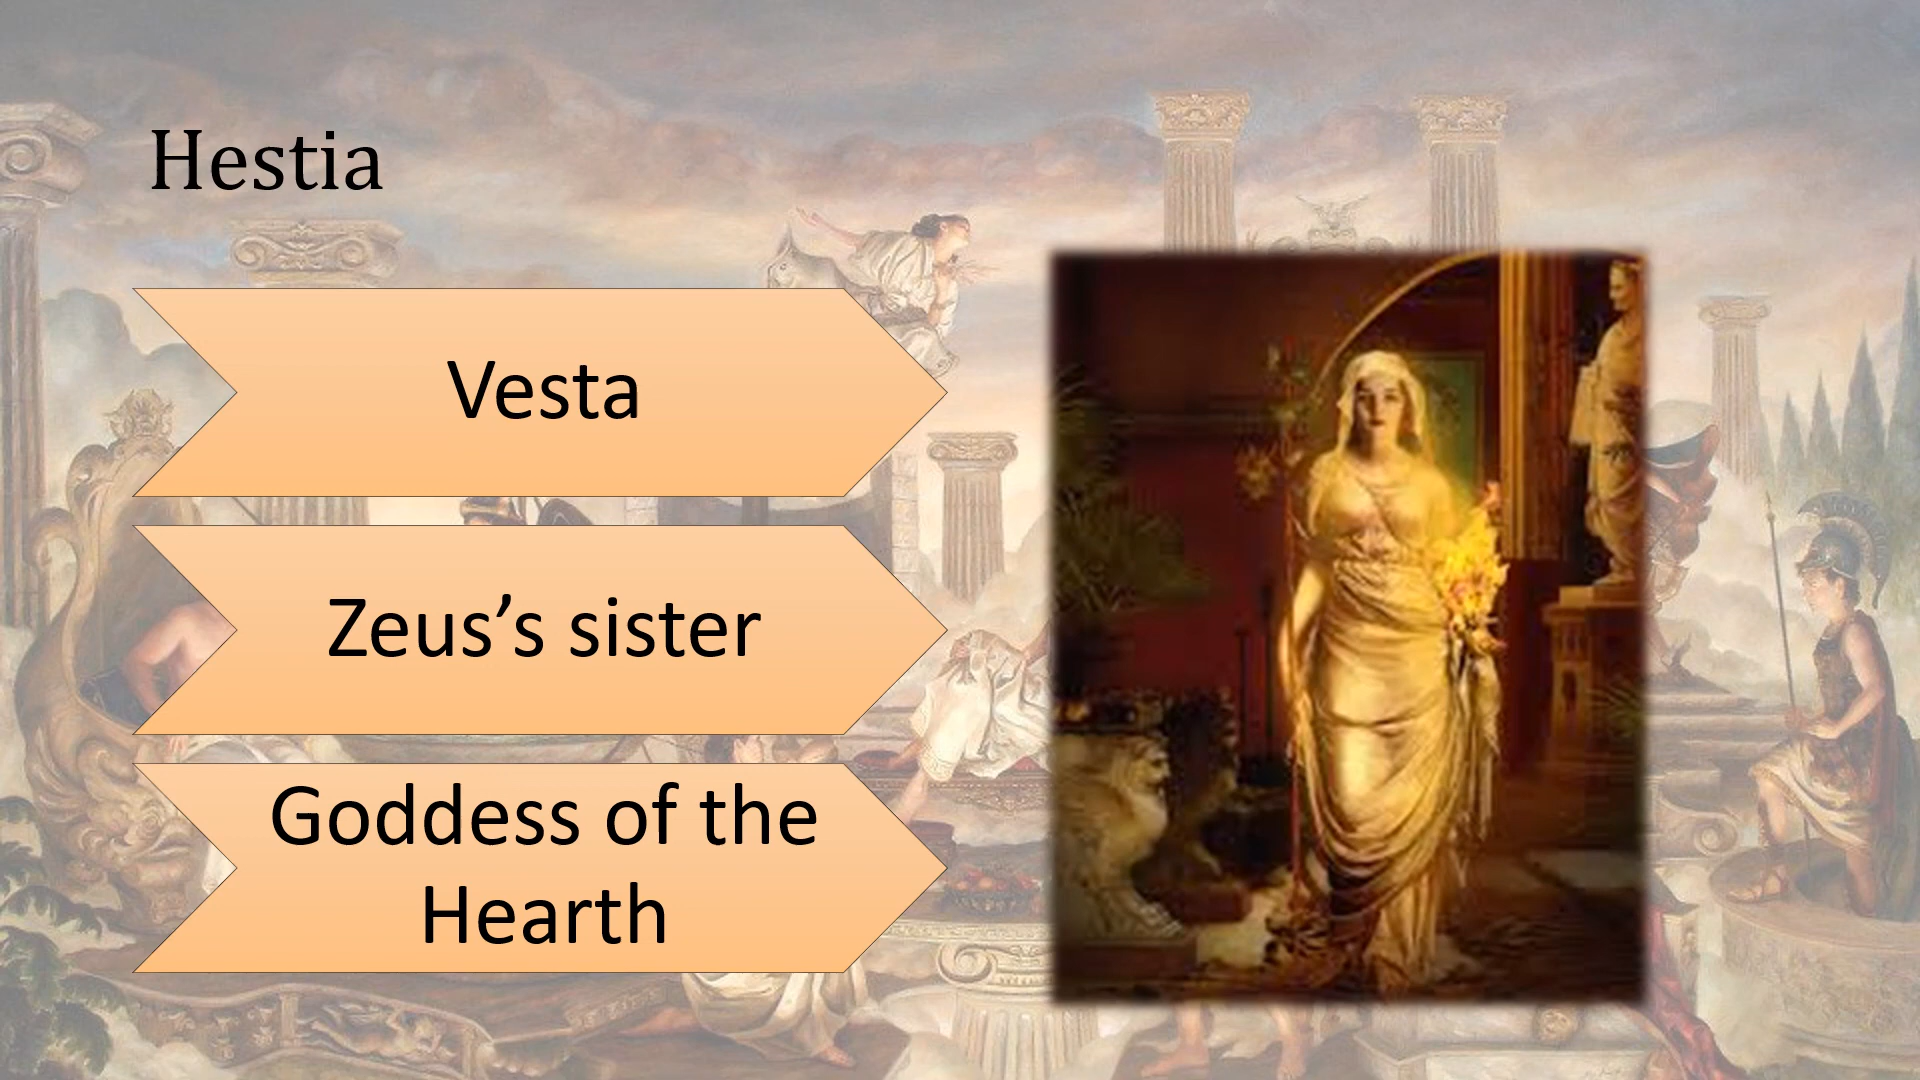 Hestia
Vesta
Zeus’s sister
Goddess of the
Hearth